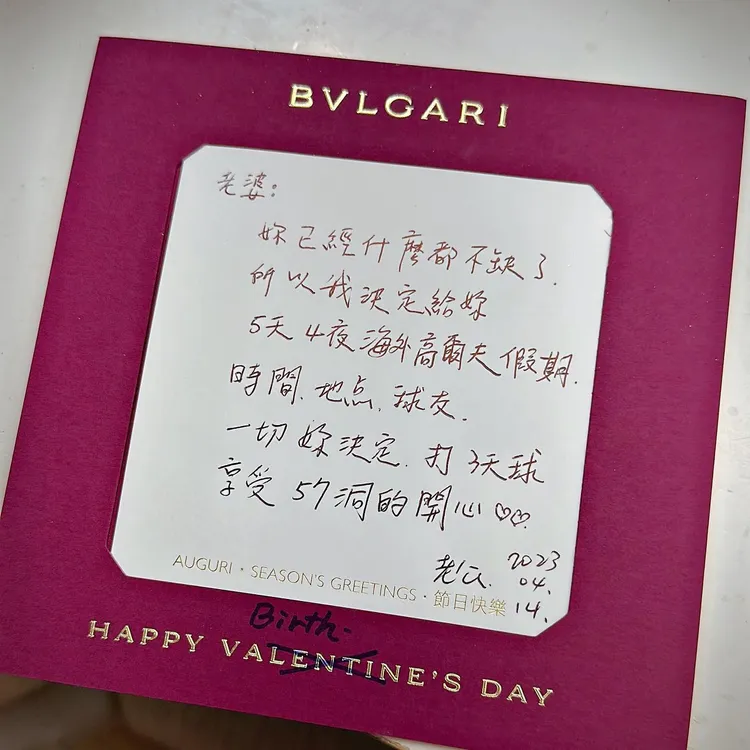 BVLGARI
老婆:
妳已經什麼都不缺了.
所以我決定給妳
5天4夜海外高爾夫假期.
時間.地点.球友.
一切妳決定.打3天球
享受57洞的開心♡♡.
老公. 2023
04.
14.
AUGURI · SEASON'S GREETINGS · 節日快樂
Birth-
HAPPY VALENTINE'S DAY